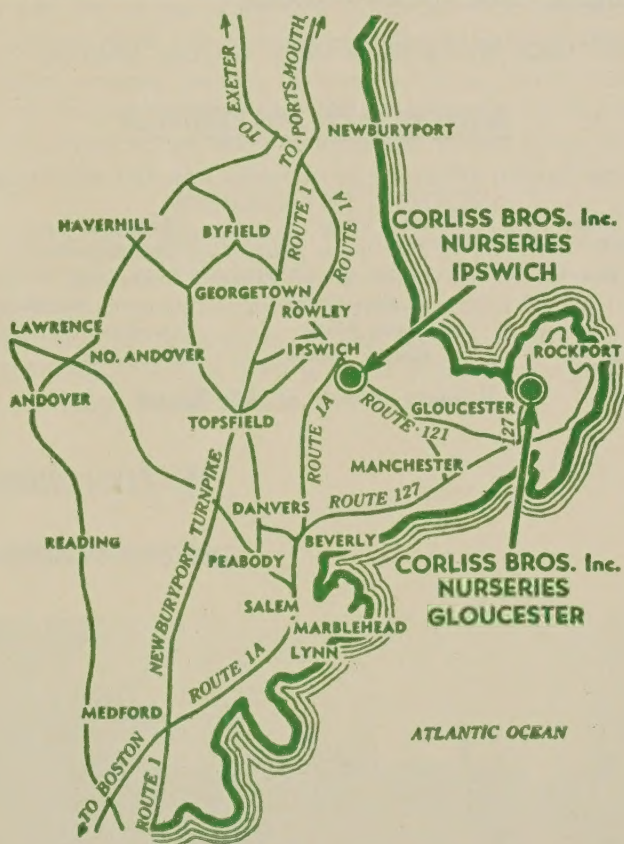 TO EXETER
TO PORTSMOUTH
NEWBURYPORT
ROUTE 1
ROUTE 1A
HAVERHILL
BYFIELD
CORLISS BROS. Inc.
NURSERIES
IPSWICH
GEORGETOWN
ROWLEY
LAWRENCE
NO. ANDOVER
IPSWICH
ROCKPORT
ANDOVER
TOPSFIELD
ROUTE 1A
ROUTE·121
GLOUCESTER
127
MANCHESTER
NEWBURYPORT TURNPIKE
DANVERS
ROUTE 127
READING
PEABODY
BEVERLY
CORLISS BROS. Inc.
NURSERIES
GLOUCESTER
SALEM
MARBLEHEAD
LYNN
ROUTE 1A
MEDFORD
ATLANTIC OCEAN
TO BOSTON
ROUTE 1